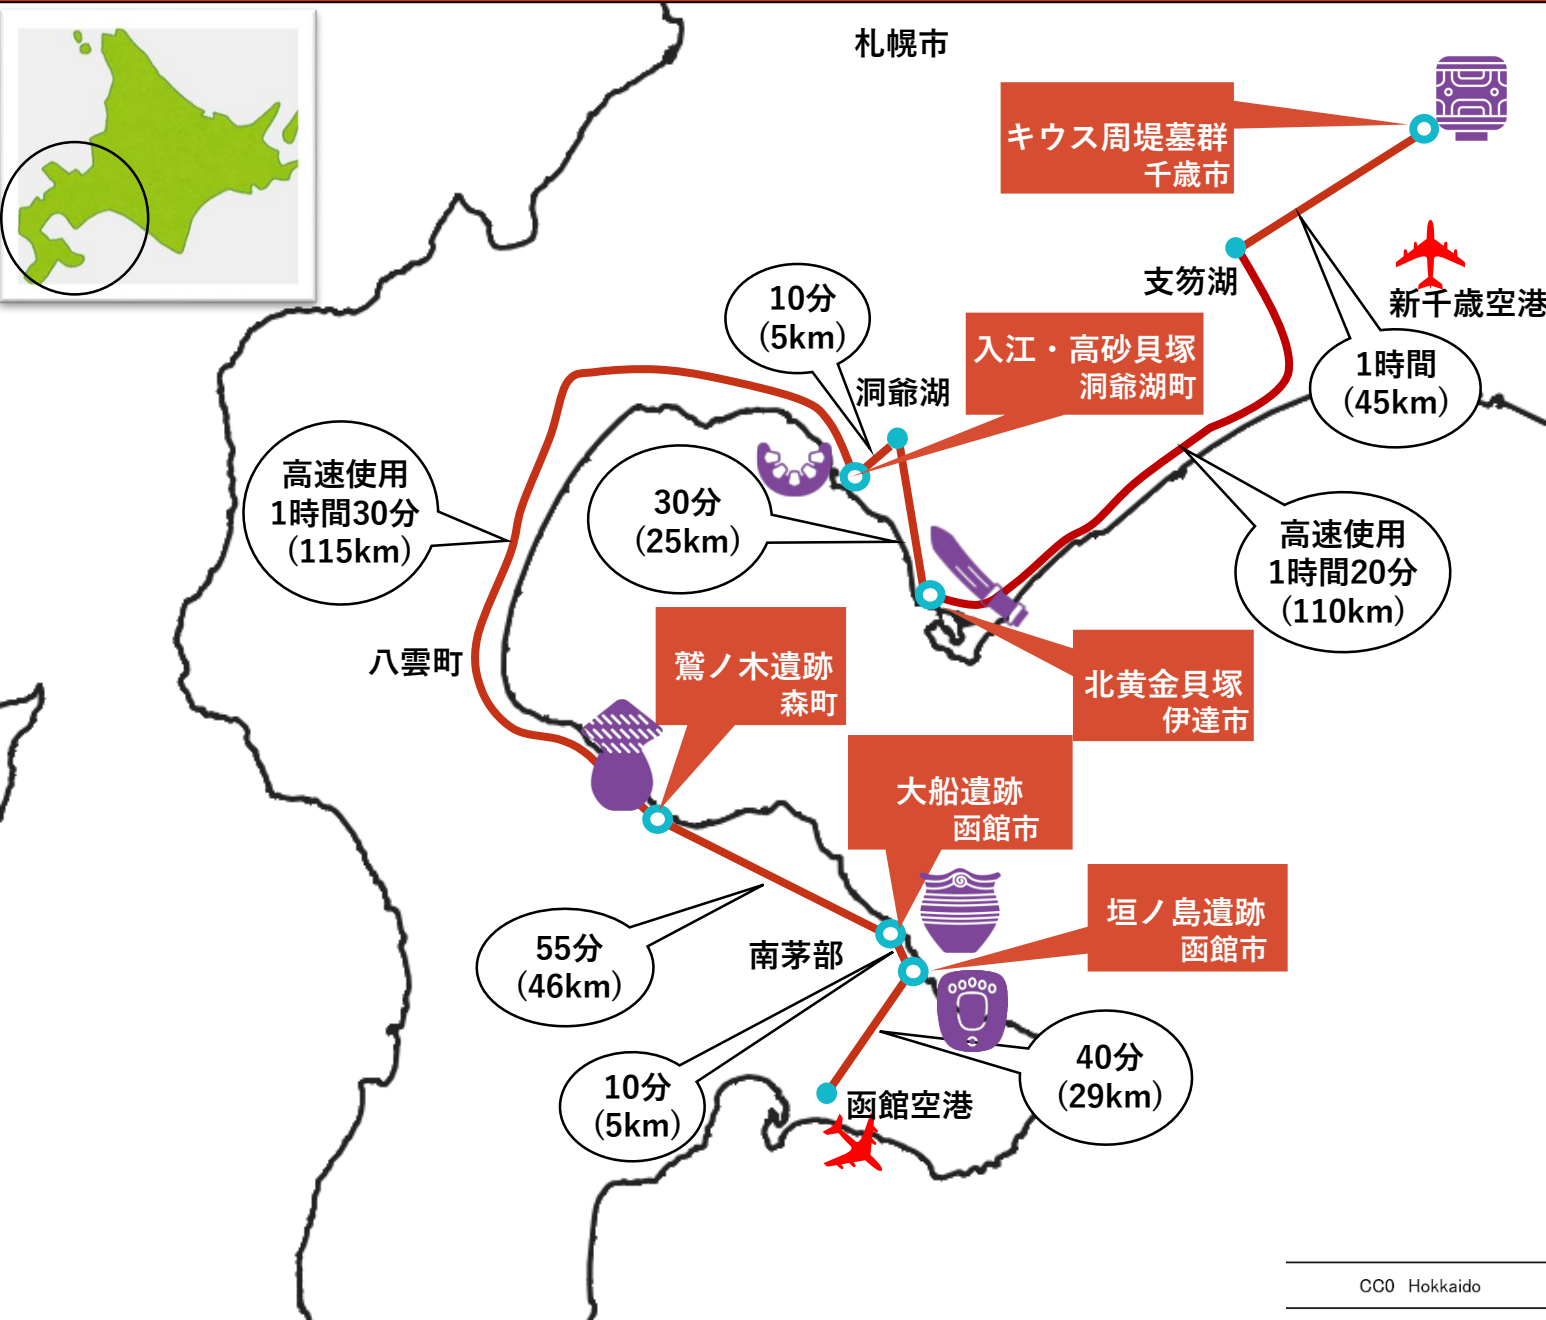 札幌市
キウス周堤墓群
千歳市
支笏湖
新千歳空港
10分
(5km)
入江・高砂貝塚
洞爺湖町
洞爺湖
1時間
(45km)
高速使用
1時間30分
(115km)
30分
(25km)
高速使用
1時間20分
(110km)
八雲町
鷲ノ木遺跡
森町
北黄金貝塚
伊達市
大船遺跡
函館市
垣ノ島遺跡
函館市
55分
(46km)
南茅部
10分
(5km)
40分
(29km)
函館空港
CC0 Hokkaido